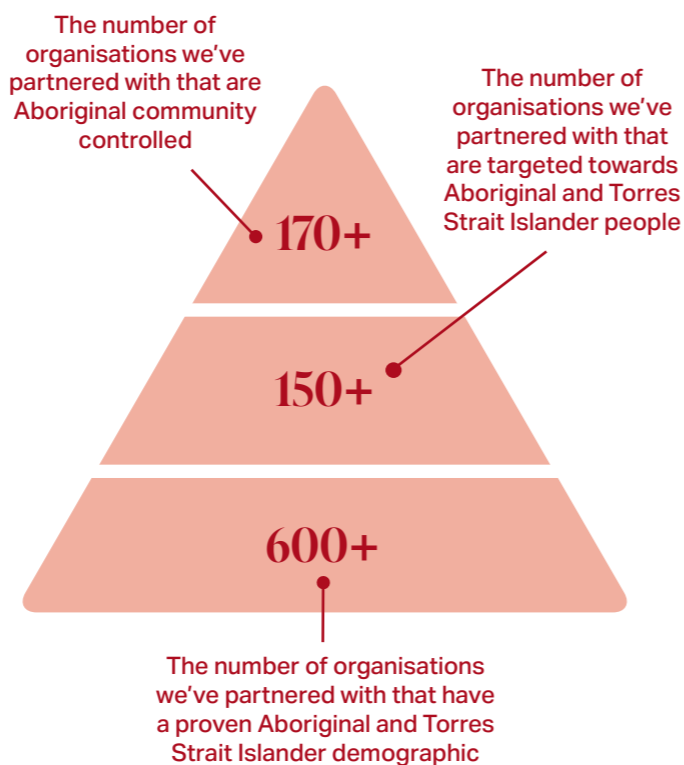 The number of
organisations we've
partnered with that are
Aboriginal community
controlled
The number of
organisations we've
partnered with that
are targeted towards
Aboriginal and Torres
Strait Islander people
170+
150+
600+
The number of organisations
we've partnered with that have
a proven Aboriginal and Torres
Strait Islander demographic